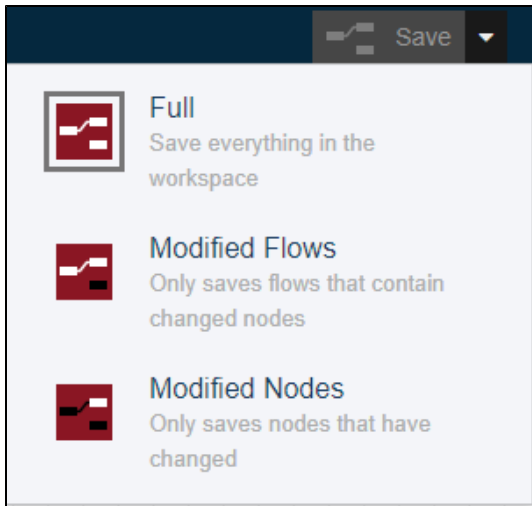 Save
Full
Save everything in the
workspace
Modified Flows
Only saves flows that contain
changed nodes
Modified Nodes
Only saves nodes that have
changed